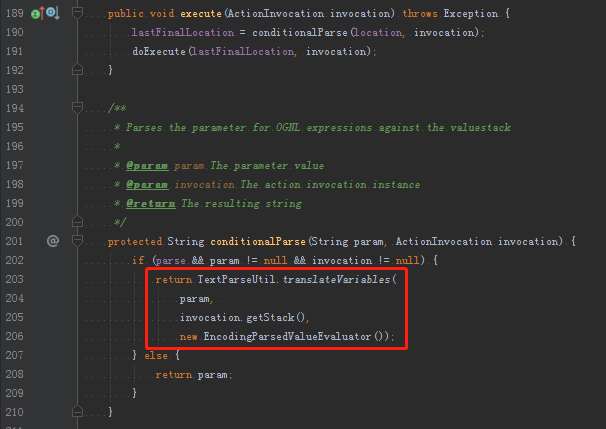 189 public void execute(ActionInvocation invocation) throws Exception {
190 lastFinalLocation = conditionalParse(location, invocation);
191 doExecute(lastFinalLocation, invocation);
192 }
193
194 /**
195 * Parses the parameter for OGNL expressions against the valuestack
196 *
197 * @param param The parameter value
198 * @param invocation The action invocation instance
199 * @return The resulting string
200 */
201 @ protected String conditionalParse(String param, ActionInvocation invocation) {
202 if (parse && param != null && invocation != null) {
203 return TextParseUtil.translateVariables(
204 param,
205 invocation.getStack(),
206 new EncodingParsedValueEvaluator());
207 } else {
208 return param;
209 }
210 }